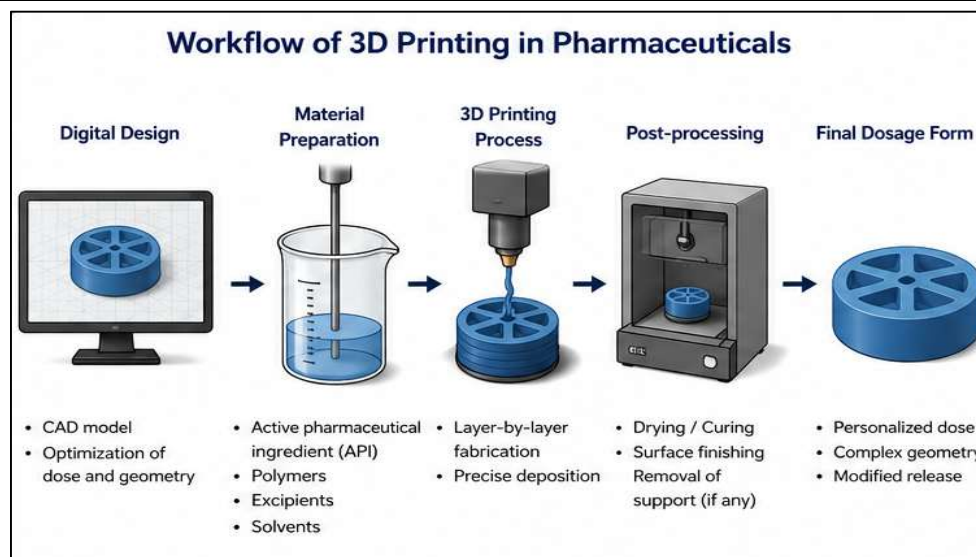 Workflow of 3D Printing in Pharmaceuticals
Digital Design
Material
Preparation
3D Printing
Process
Post-processing
Final Dosage Form
• CAD model
• Optimization of
dose and geometry
• Active pharmaceutical
ingredient (API)
• Polymers
• Excipients
• Solvents
• Layer-by-layer
fabrication
• Precise deposition
• Drying / Curing
• Surface finishing
Removal of
support (if any)
• Personalized dose
• Complex geometry
• Modified release